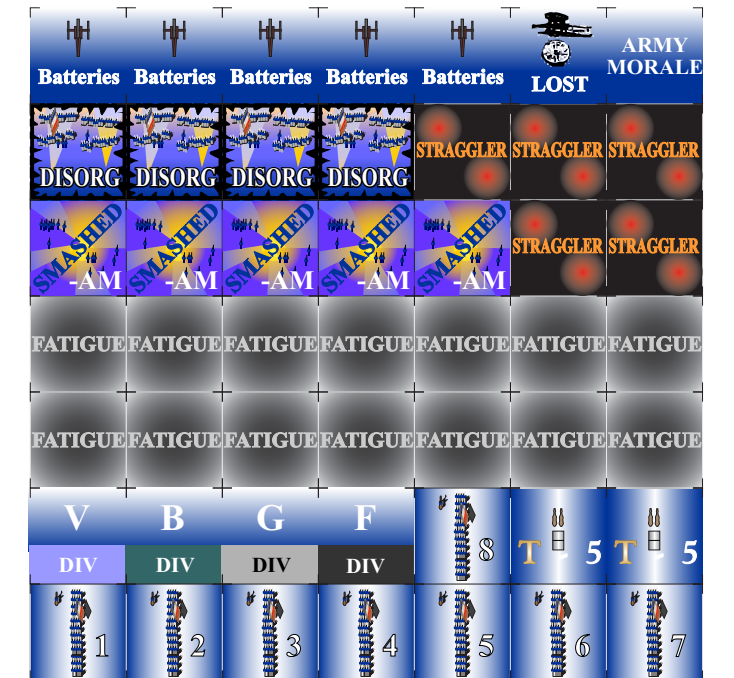 Batteries Batteries Batteries Batteries Batteries LOST ARMY
MORALE
DISORG DISORG DISORG DISORG STRAGGLER STRAGGLER STRAGGLER
SMASHED SMASHED SMASHED SMASHED SMASHED STRAGGLER STRAGGLER
-AM -AM -AM -AM -AM
FATIGUE FATIGUE FATIGUE FATIGUE FATIGUE FATIGUE FATIGUE
FATIGUE FATIGUE FATIGUE FATIGUE FATIGUE FATIGUE FATIGUE
V B G F 8 T - 5 T - 5
DIV DIV DIV DIV
1 2 3 4 5 6 7